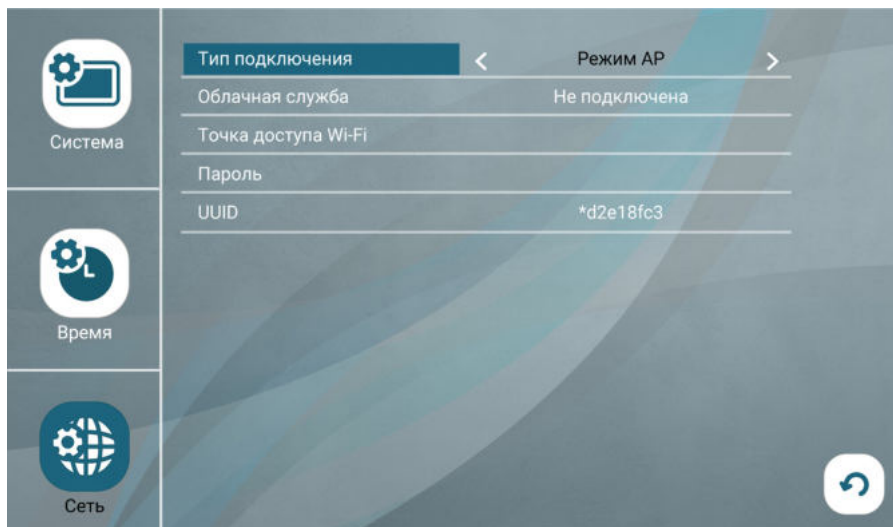 Система
Время
Сеть
Тип подключения < Режим AP >
Облачная служба Не подключена
Точка доступа Wi-Fi
Пароль
UUID *d2e18fc3